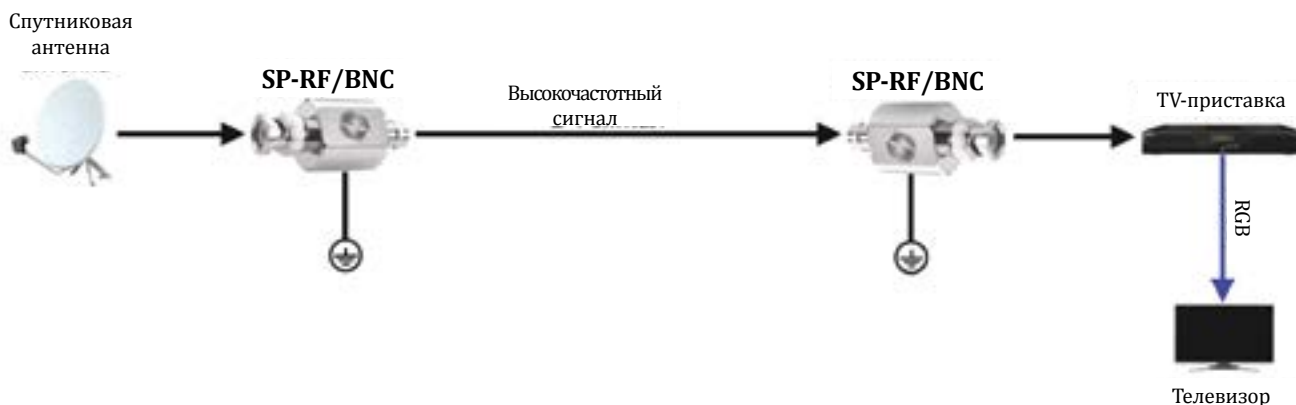 Спутниковая
антенна
SP-RF/BNC
Высокочастотный
сигнал
SP-RF/BNC
TV-приставка
RGB
Телевизор